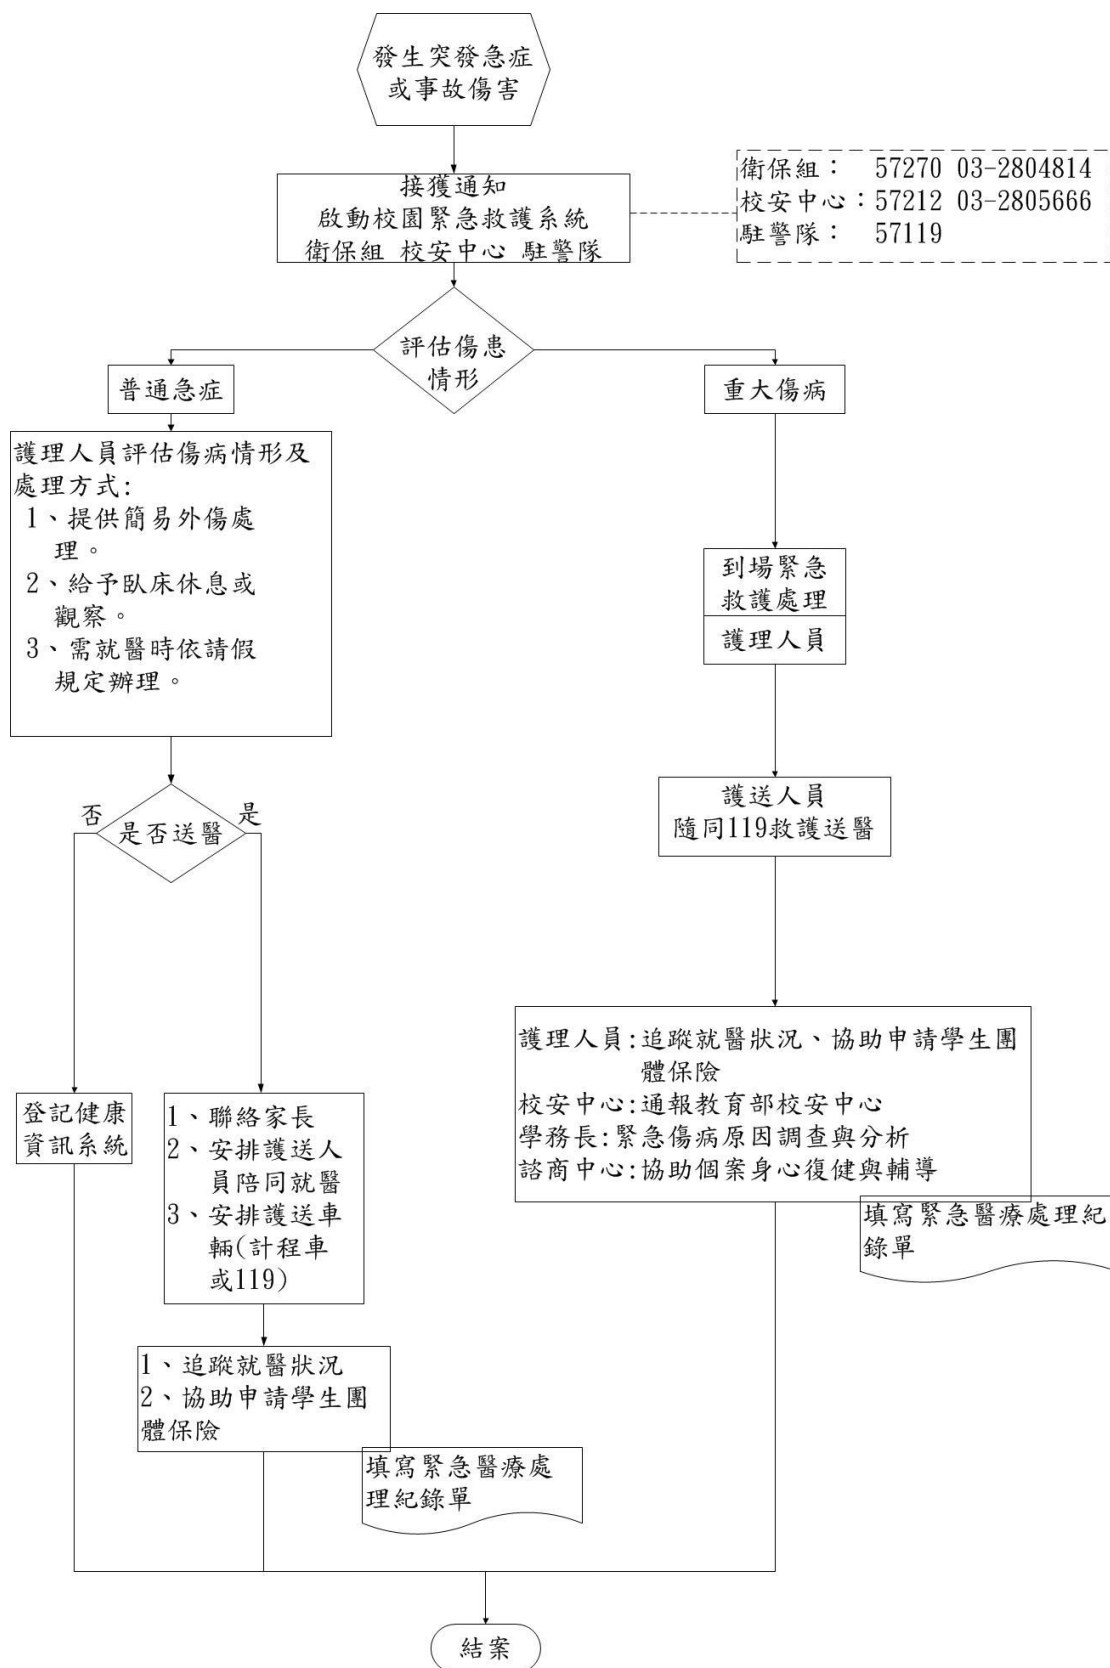 發生突發急症
或事故傷害
接獲通知
啟動校園緊急救護系統
衛保組 校安中心 駐警隊
衛保組： 57270 03-2804814
校安中心：57212 03-2805666
駐警隊： 57119
評估傷患
情形
普通急症
重大傷病
護理人員評估傷病情形及
處理方式:
1、提供簡易外傷處
理。
2、給予臥床休息或
觀察。
3、需就醫時依請假
規定辦理。
到場緊急
救護處理
護理人員
護送人員
隨同119救護送醫
否
是否送醫
是
登記健康
資訊系統
1、聯絡家長
2、安排護送人
員陪同就醫
3、安排護送車
輛(計程車
或119)
護理人員:追蹤就醫狀況、協助申請學生團
體保險
校安中心:通報教育部校安中心
學務長:緊急傷病原因調查與分析
諮商中心:協助個案身心復健與輔導
填寫緊急醫療處理紀
錄單
1、追蹤就醫狀況
2、協助申請學生團
體保險
填寫緊急醫療處
理紀錄單
結案